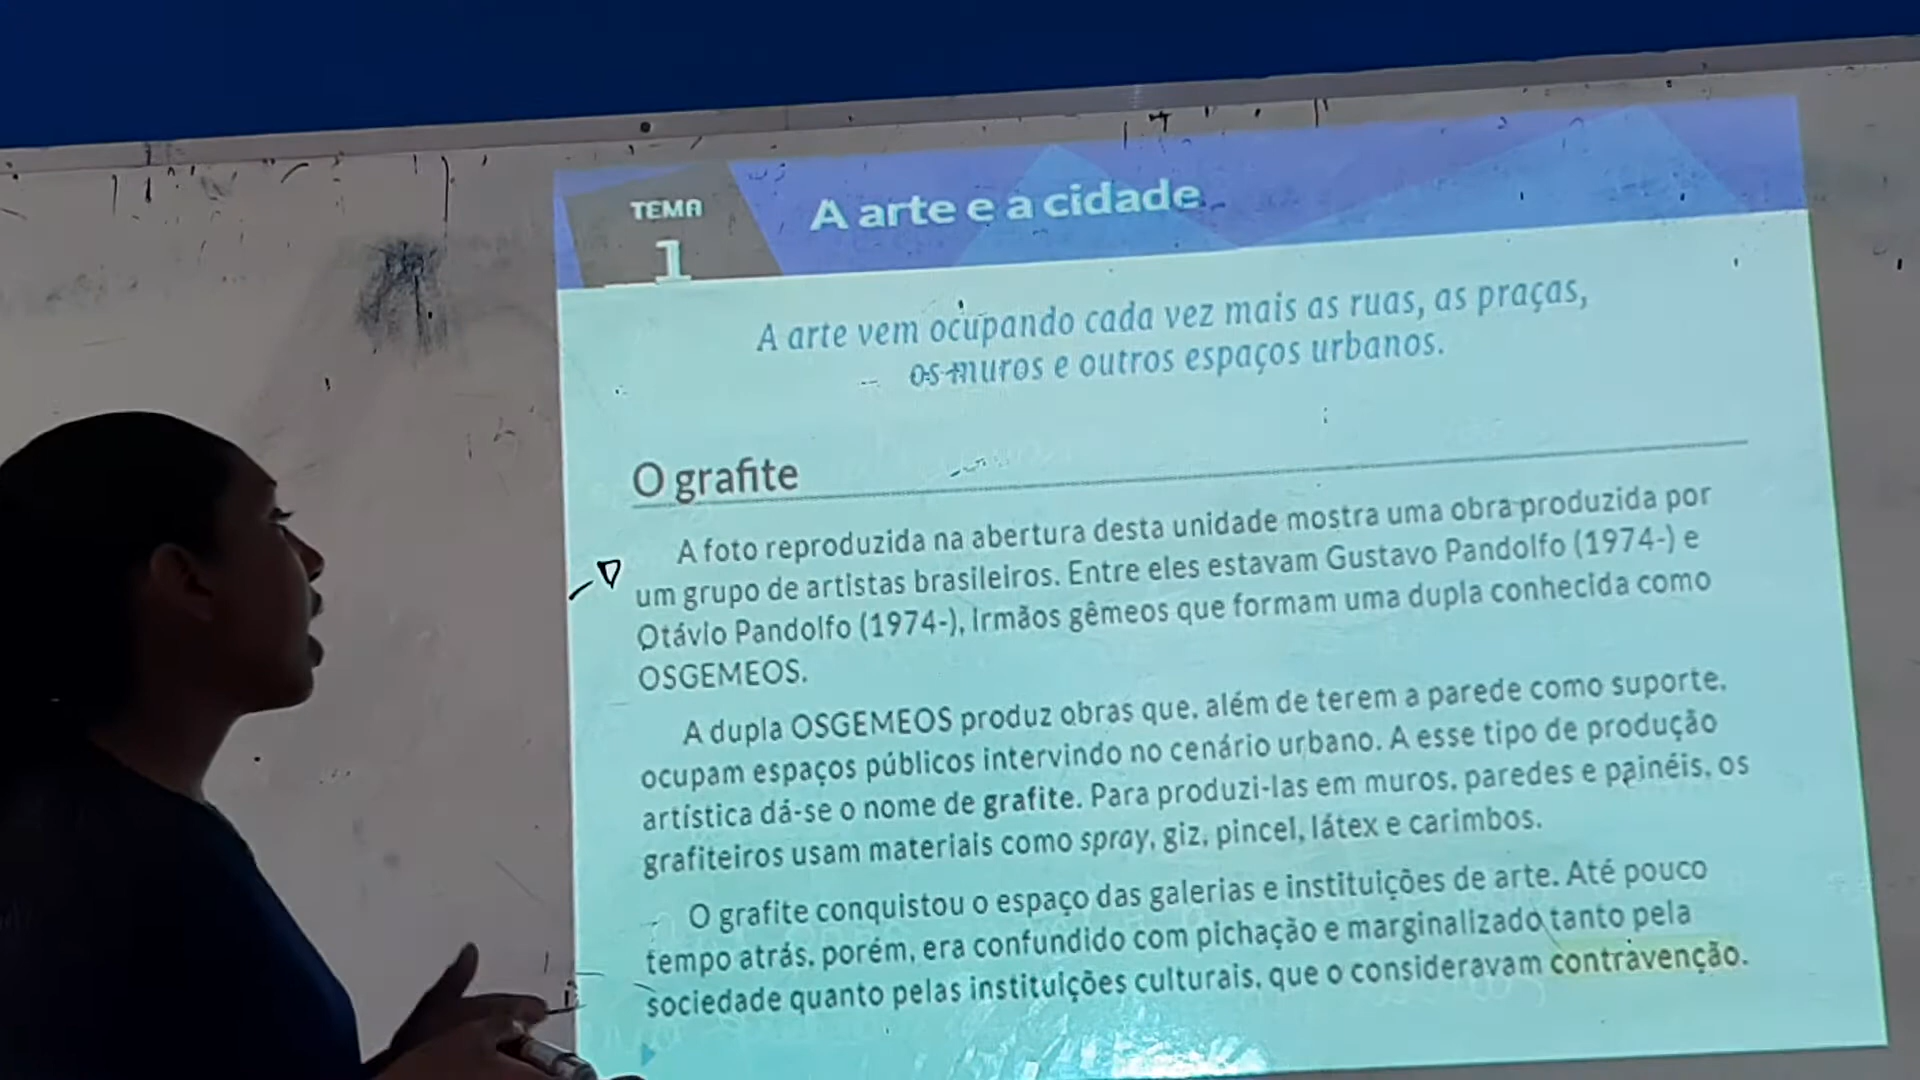 TEMA
1
A arte e a cidade
A arte vem ocupando cada vez mais as ruas, as praças,
os muros e outros espaços urbanos.
O grafite
A foto reproduzida na abertura desta unidade mostra uma obra produzida por
um grupo de artistas brasileiros. Entre eles estavam Gustavo Pandolfo (1974-) e
Otávio Pandolfo (1974-), irmãos gêmeos que formam uma dupla conhecida como
OSGEMEOS.
A dupla OSGEMEOS produz obras que, além de terem a parede como suporte,
ocupam espaços públicos intervindo no cenário urbano. A esse tipo de produção
artística dá-se o nome de grafite. Para produzi-las em muros, paredes e painéis, os
grafiteiros usam materiais como spray, giz, pincel, látex e carimbos.
O grafite conquistou o espaço das galerias e instituições de arte. Até pouco
tempo atrás, porém, era confundido com pichação e marginalizado tanto pela
sociedade quanto pelas instituições culturais, que o consideravam contravenção.